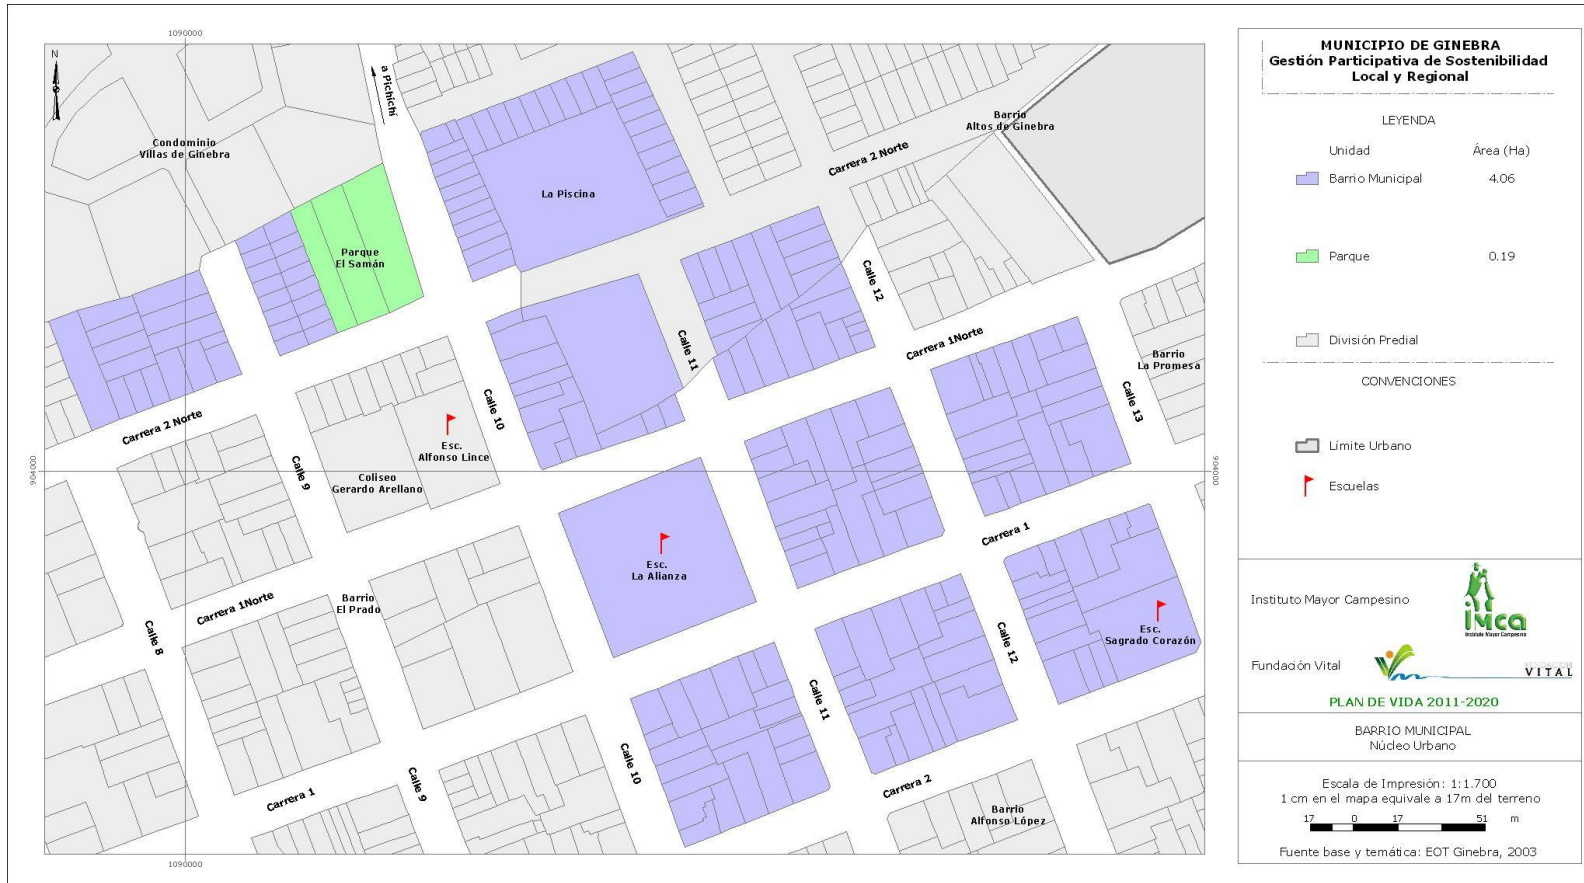 1090000
N
a Pichichí
Condominio
Villas de Ginebra
Barrio
Altos de Ginebra
Carrera 2 Norte
La Piscina
Parque
El Samán
Calle 12
Calle 11
Carrera 1Norte
Barrio
La Promesa
Calle 10
Calle 13
Carrera 2 Norte
Esc.
Alfonso Lince
Calle 9
Coliseo
Gerardo Arellano
904000
904000
Carrera 1
Esc.
La Alianza
Carrera 1Norte
Barrio
El Prado
Calle 8
Calle 12
Esc.
Sagrado Corazón
Calle 11
Calle 10
Calle 9
Carrera 1
Carrera 2
Barrio
Alfonso López
1090000
MUNICIPIO DE GINEBRA
Gestión Participativa de Sostenibilidad
Local y Regional
LEYENDA
Unidad Área (Ha)
Barrio Municipal 4.06
Parque 0.19
División Predial
CONVENCIONES
Límite Urbano
Escuelas
Instituto Mayor Campesino
imca
Instituto Mayor Campesino
Fundación Vital
FUNDACIÓN
VITAL
PLAN DE VIDA 2011-2020
BARRIO MUNICIPAL
Núcleo Urbano
Escala de Impresión: 1:1.700
1 cm en el mapa equivale a 17m del terreno
17 0 17 51 m
Fuente base y temática: EOT Ginebra, 2003